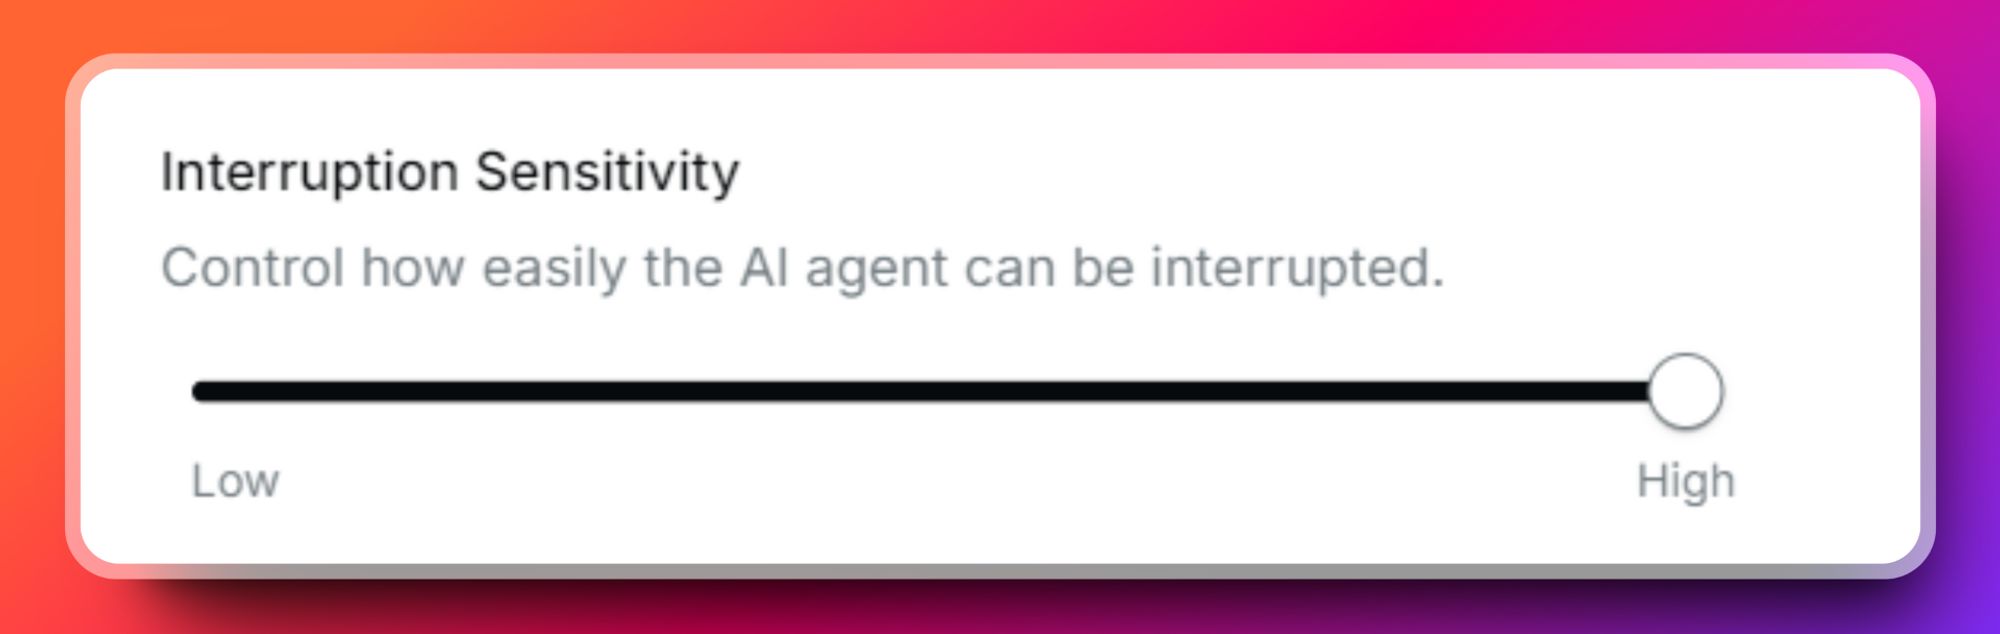 Interruption Sensitivity
Control how easily the AI agent can be interrupted.
Low
High